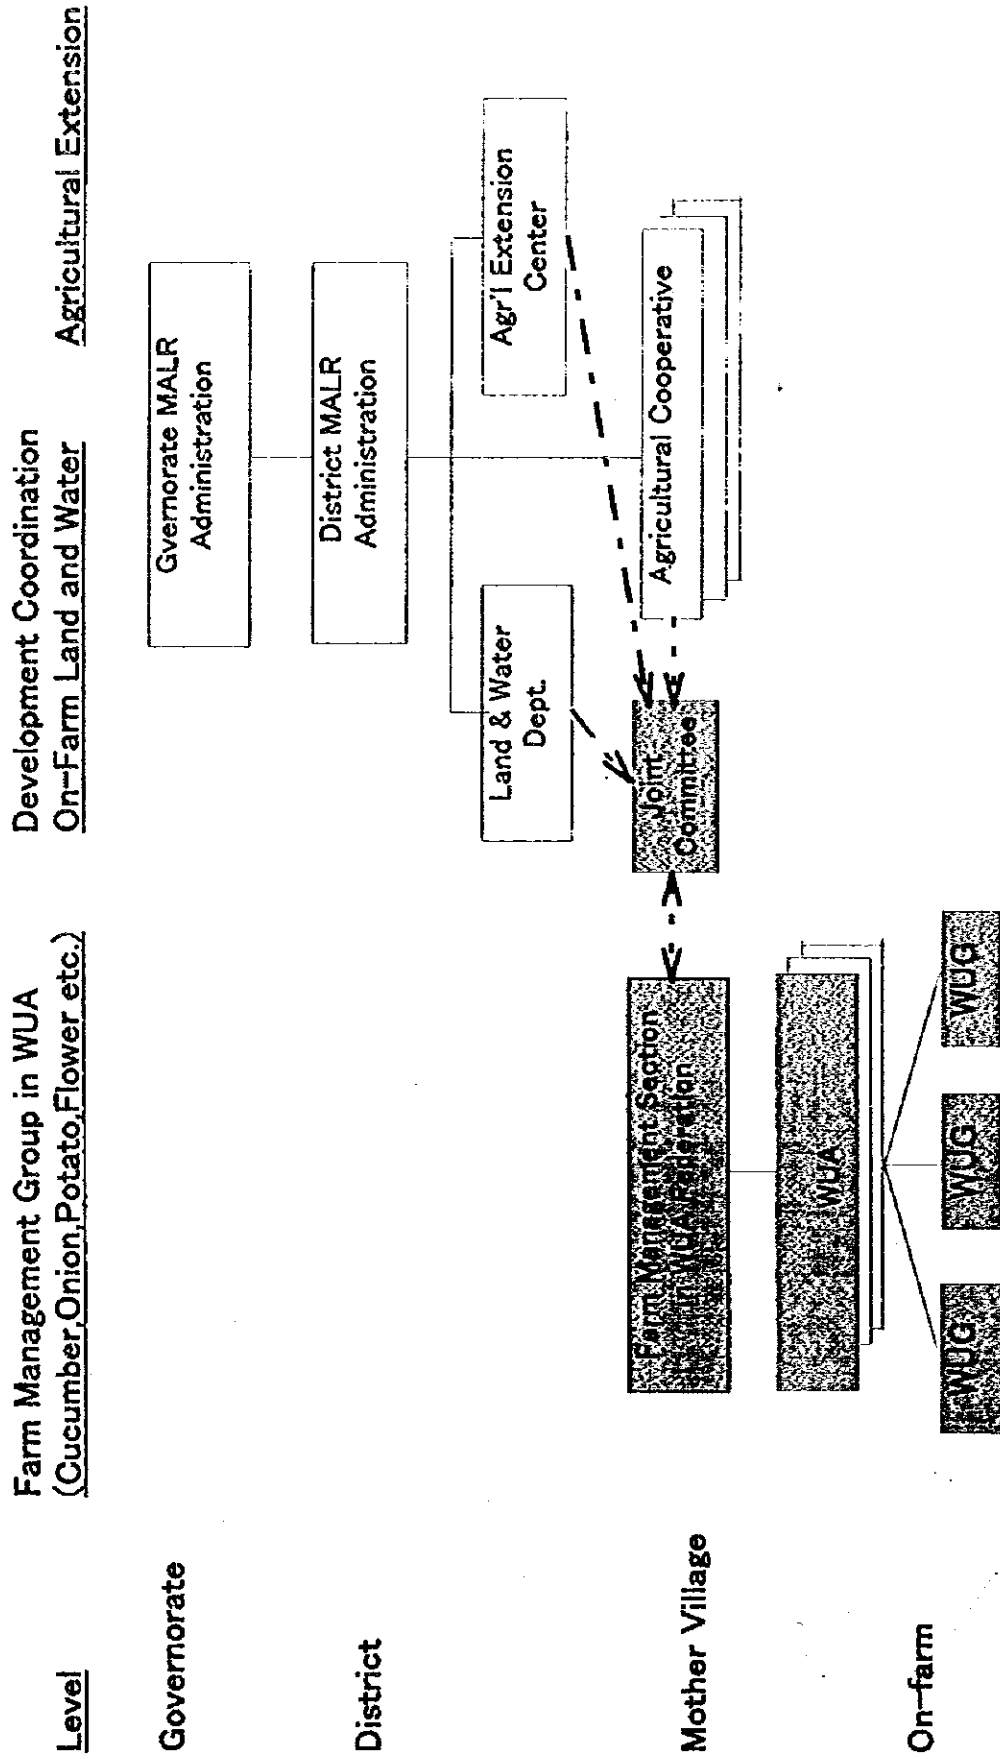 Level
Farm Management Group in WUA
(Cucumber,Onion,Potato,Flower etc.)
Development Coordination
On-Farm Land and Water
Agricultural Extension
Governorate
Gvernorate MALR
Administration
District
District MALR
Administration
Land & Water
Dept.
Agr'l Extension
Center
Mother Village
Farm Management Section
in WUA Federation
Joint
Committee
Agricultural Cooperative
WUA
On-farm
WUG
WUG
WUG